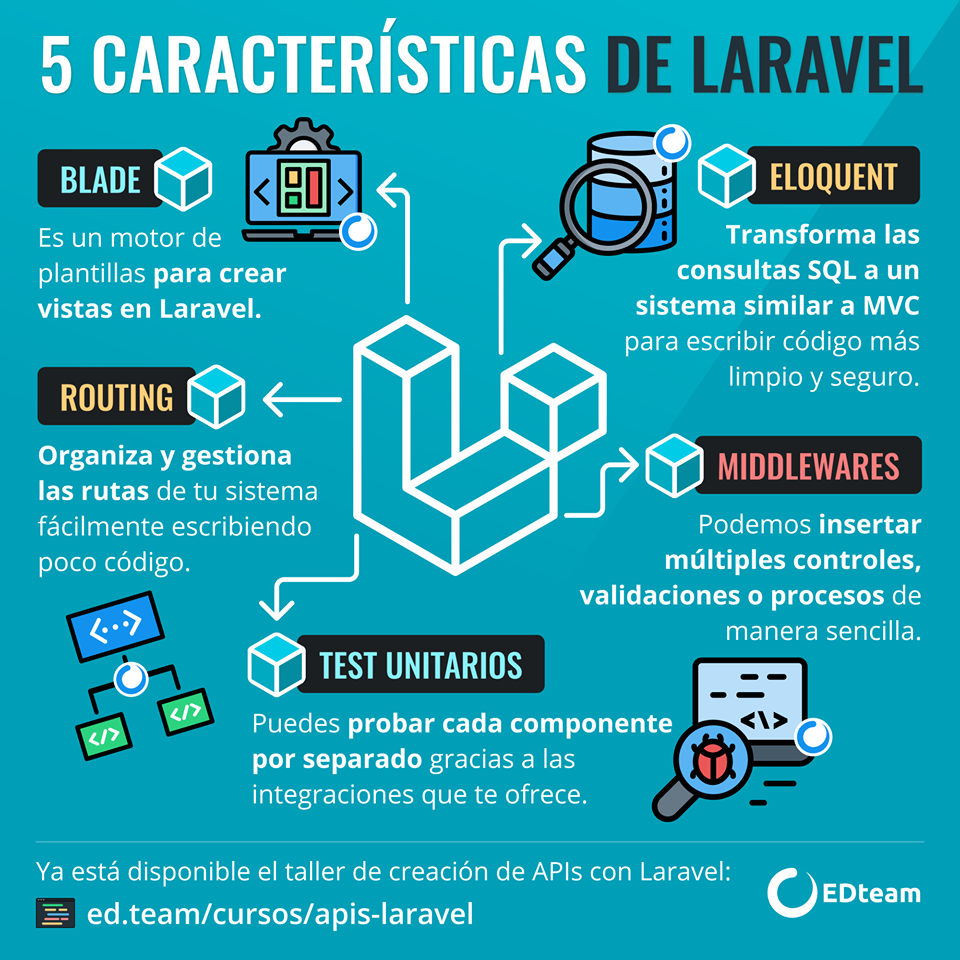 5 CARACTERÍSTICAS DE LARAVEL
BLADE
Es un motor de
plantillas para crear
vistas en Laravel.
ELOQUENT
Transforma las
consultas SQL a un
sistema similar a MVC
para escribir código más
limpio y seguro.
ROUTING
Organiza y gestiona
las rutas de tu sistema
fácilmente escribiendo
poco código.
MIDDLEWARES
Podemos insertar
múltiples controles,
validaciones o procesos de
manera sencilla.
TEST UNITARIOS
Puedes probar cada componente
por separado gracias a las
integraciones que te ofrece.
Ya está disponible el taller de creación de APIs con Laravel:
ed.team/cursos/apis-laravel
EDteam